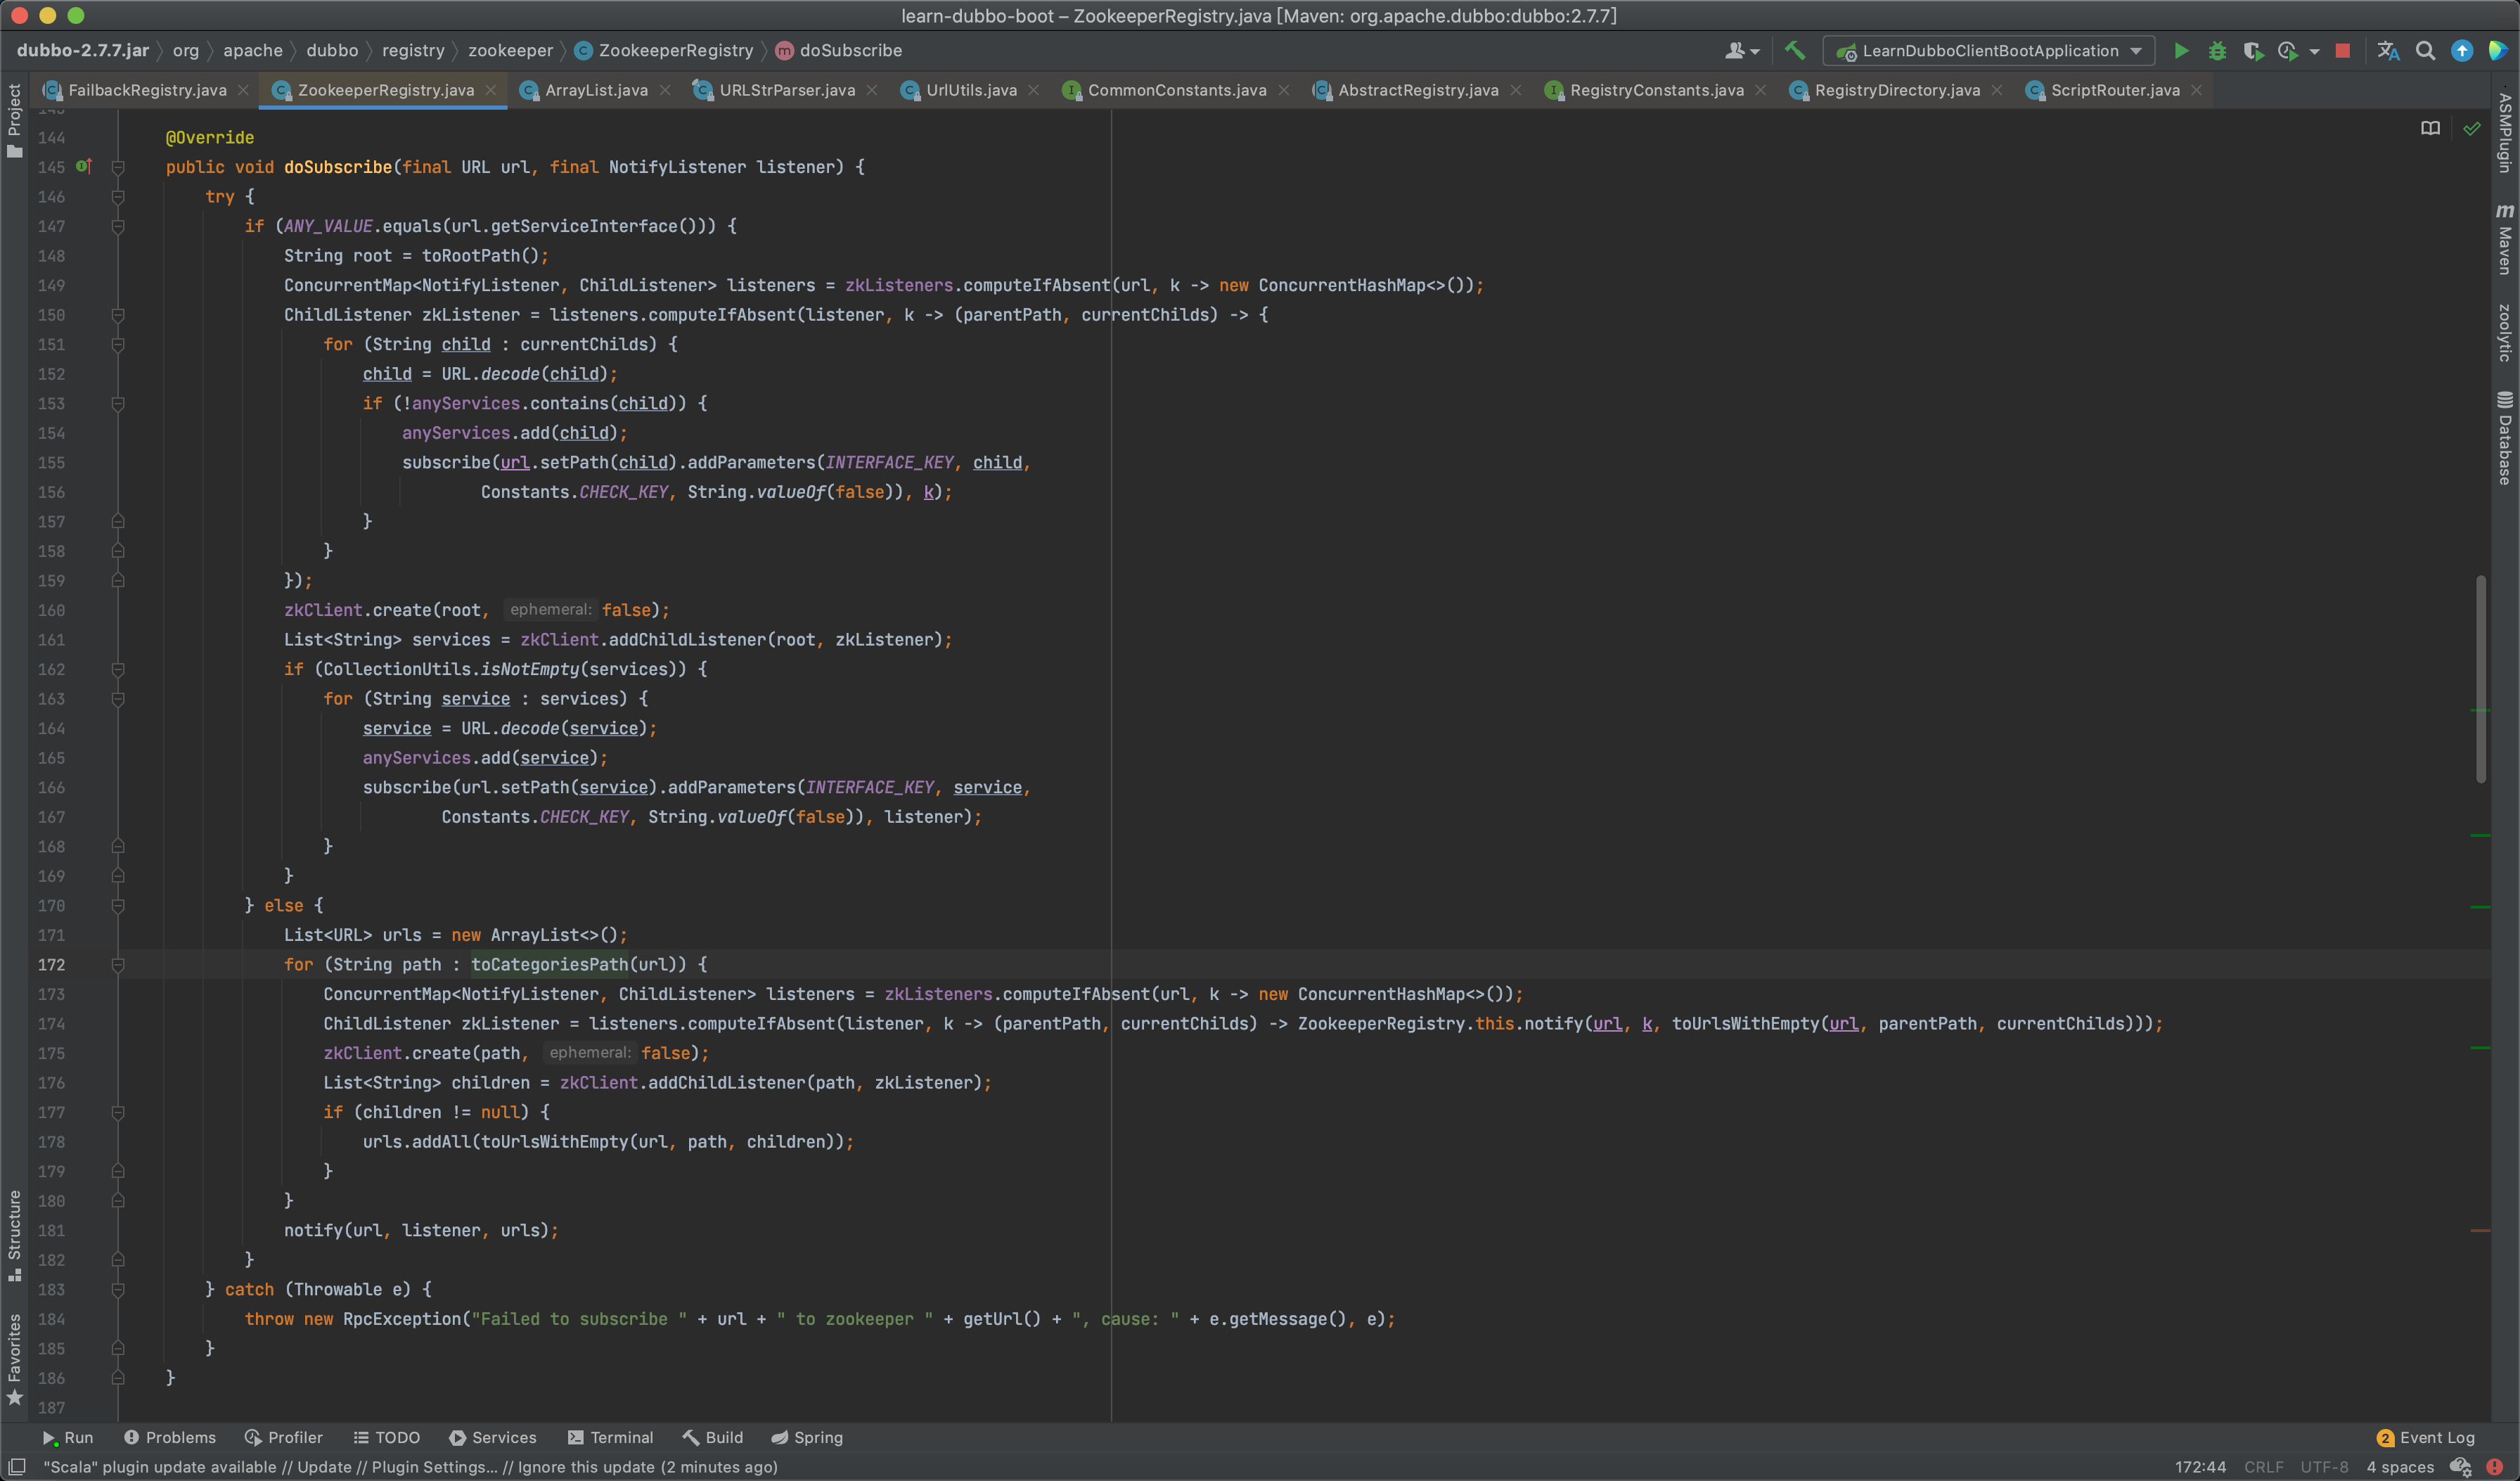 learn-dubbo-boot – ZookeeperRegistry.java [Maven: org.apache.dubbo:dubbo:2.7.7]
dubbo-2.7.7.jar org apache dubbo registry zookeeper C ZookeeperRegistry m doSubscribe LearnDubboClientBootApplication
FailbackRegistry.java ZookeeperRegistry.java ArrayList.java URLStrParser.java UrlUtils.java CommonConstants.java AbstractRegistry.java RegistryConstants.java RegistryDirectory.java ScriptRouter.java
Project
Structure
Favorites
144 @Override
145 public void doSubscribe(final URL url, final NotifyListener listener) {
146 try {
147 if (ANY_VALUE.equals(url.getServiceInterface())) {
148 String root = toRootPath();
149 ConcurrentMap<NotifyListener, ChildListener> listeners = zkListeners.computeIfAbsent(url, k -> new ConcurrentHashMap<>());
150 ChildListener zkListener = listeners.computeIfAbsent(listener, k -> (parentPath, currentChilds) -> {
151 for (String child : currentChilds) {
152 child = URL.decode(child);
153 if (!anyServices.contains(child)) {
154 anyServices.add(child);
155 subscribe(url.setPath(child).addParameters(INTERFACE_KEY, child,
156 Constants.CHECK_KEY, String.valueOf(false)), k);
157 }
158 }
159 });
160 zkClient.create(root, ephemeral: false);
161 List<String> services = zkClient.addChildListener(root, zkListener);
162 if (CollectionUtils.isNotEmpty(services)) {
163 for (String service : services) {
164 service = URL.decode(service);
165 anyServices.add(service);
166 subscribe(url.setPath(service).addParameters(INTERFACE_KEY, service,
167 Constants.CHECK_KEY, String.valueOf(false)), listener);
168 }
169 }
170 } else {
171 List<URL> urls = new ArrayList<>();
172 for (String path : toCategoriesPath(url)) {
173 ConcurrentMap<NotifyListener, ChildListener> listeners = zkListeners.computeIfAbsent(url, k -> new ConcurrentHashMap<>());
174 ChildListener zkListener = listeners.computeIfAbsent(listener, k -> (parentPath, currentChilds) -> ZookeeperRegistry.this.notify(url, k, toUrlsWithEmpty(url, parentPath, currentChilds)));
175 zkClient.create(path, ephemeral: false);
176 List<String> children = zkClient.addChildListener(path, zkListener);
177 if (children != null) {
178 urls.addAll(toUrlsWithEmpty(url, path, children));
179 }
180 }
181 notify(url, listener, urls);
182 }
183 } catch (Throwable e) {
184 throw new RpcException("Failed to subscribe " + url + " to zookeeper " + getUrl() + ", cause: " + e.getMessage(), e);
185 }
186 }
187
ASMPlugin
m Maven
zoolytic
Database
Run Problems Profiler TODO Services Terminal Build Spring 2 Event Log
"Scala" plugin update available // Update // Plugin Settings... // Ignore this update (2 minutes ago) 172:44 CRLF UTF-8 4 spaces